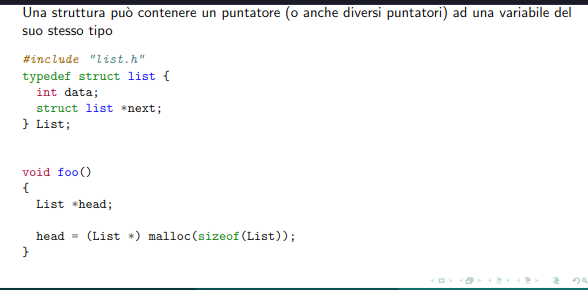 Una struttura può contenere un puntatore (o anche diversi puntatori) ad una variabile del
suo stesso tipo
#include "list.h"
typedef struct list {
int data;
struct list *next;
} List;
void foo()
{
List *head;
head = (List *) malloc(sizeof(List));
}